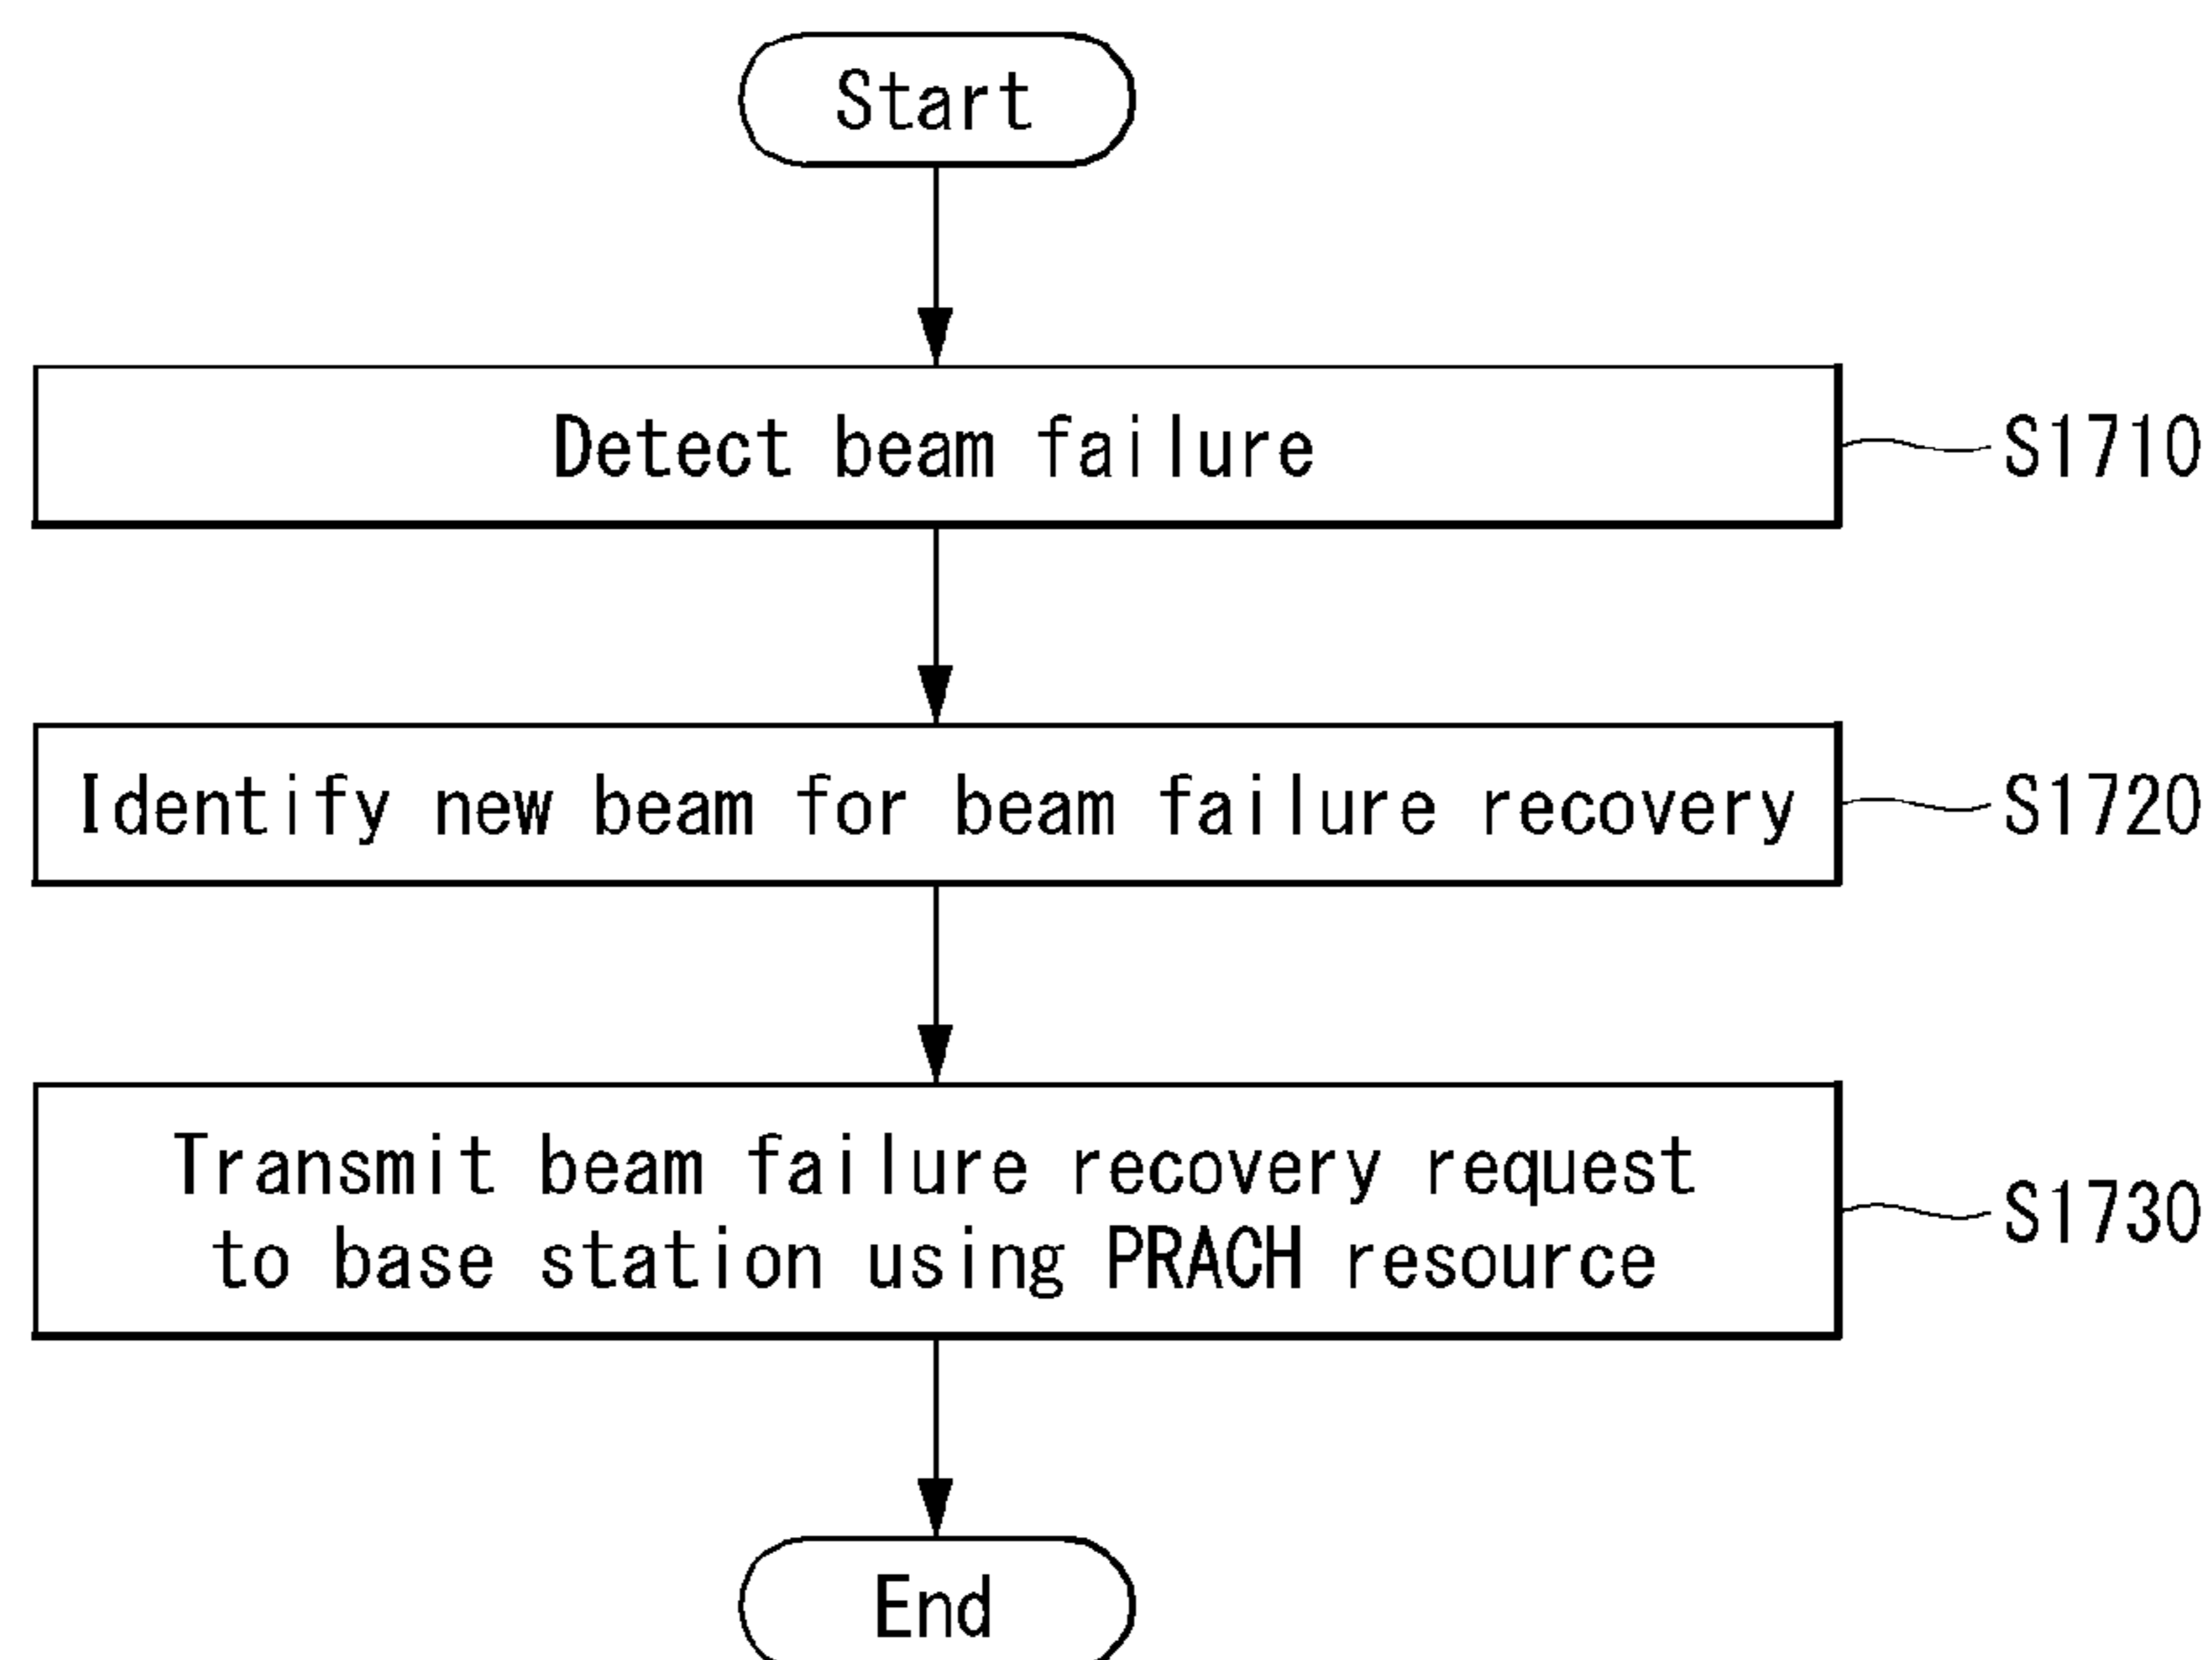 Start
Detect beam failure
S1710
Identify new beam for beam failure recovery
S1720
Transmit beam failure recovery request
to base station using PRACH resource
S1730
End